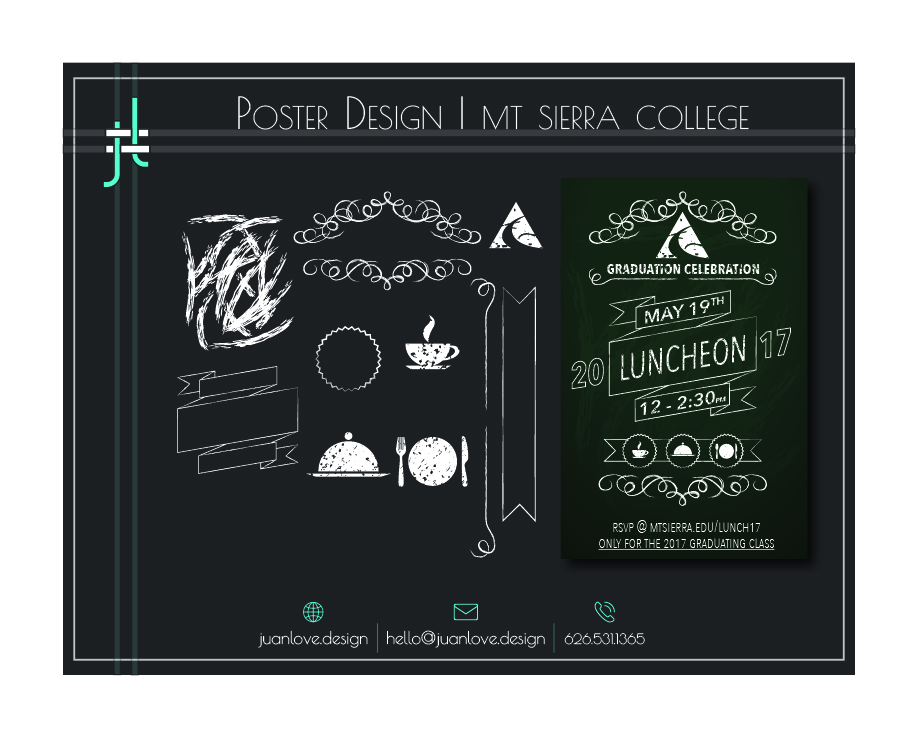 POSTER DESIGN | MT SIERRA COLLEGE
jl
GRADUATION CELEBRATION
MAY 19TH
20 LUNCHEON 17
12 - 2:30PM
RSVP @ MTSIERRA.EDU/LUNCH17
ONLY FOR THE 2017 GRADUATING CLASS
juanlove.design | hello@juanlove.design | 626.531.1365